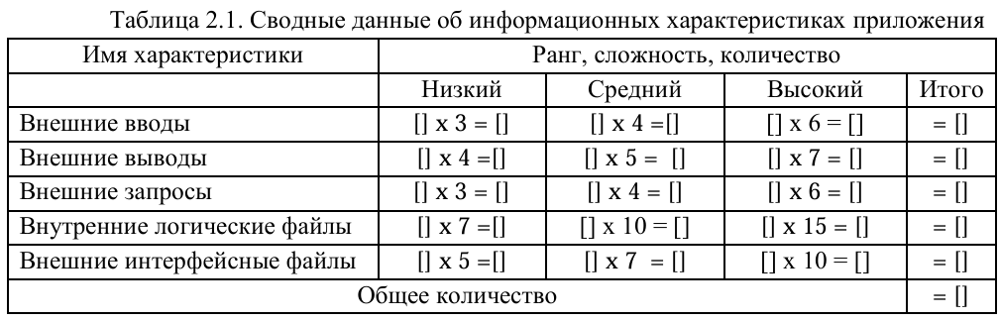 Таблица 2.1. Сводные данные об информационных характеристиках приложения
Имя характеристики Ранг, сложность, количество
Низкий Средний Высокий Итого
Внешние вводы [] x 3 = [] [] x 4 =[] [] x 6 = [] = []
Внешние выводы [] x 4 =[] [] x 5 = [] [] x 7 = [] = []
Внешние запросы [] x 3 = [] [] x 4 = [] [] x 6 = [] = []
Внутренние логические файлы [] x 7 =[] [] x 10 = [] [] x 15 = [] = []
Внешние интерфейсные файлы [] x 5 =[] [] x 7 = [] [] x 10 = [] = []
Общее количество = []